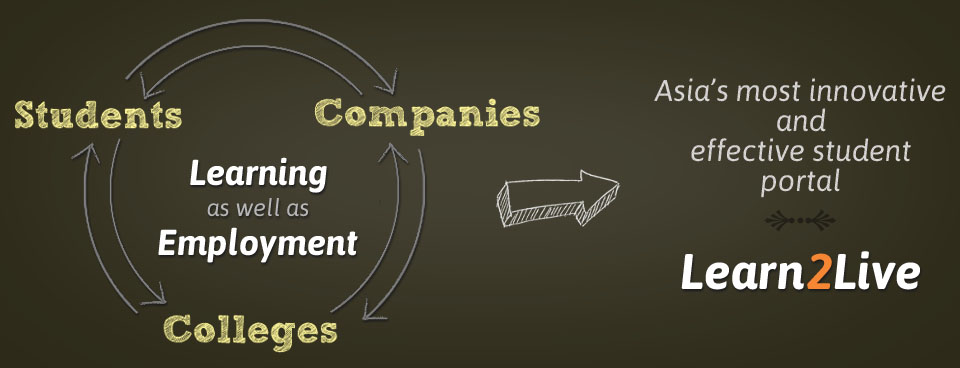 Students
Companies
Learning
as well as
Employment
Colleges
Asia's most innovative
and
effective student
portal
Learn2Live